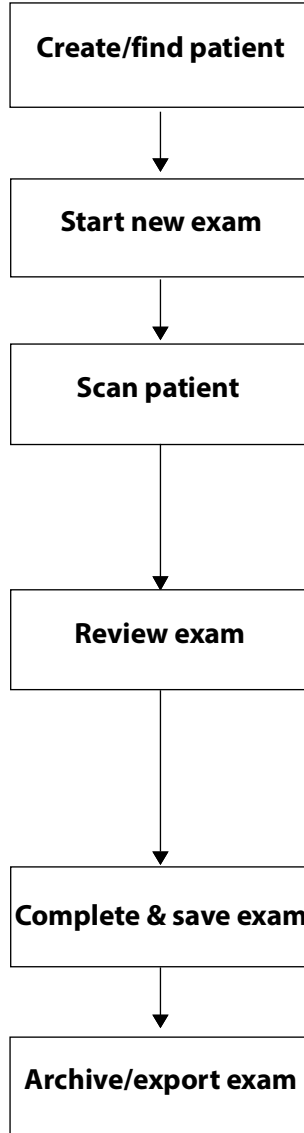 Create/find patient
Start new exam
Scan patient
Review exam
Complete & save exam
Archive/export exam